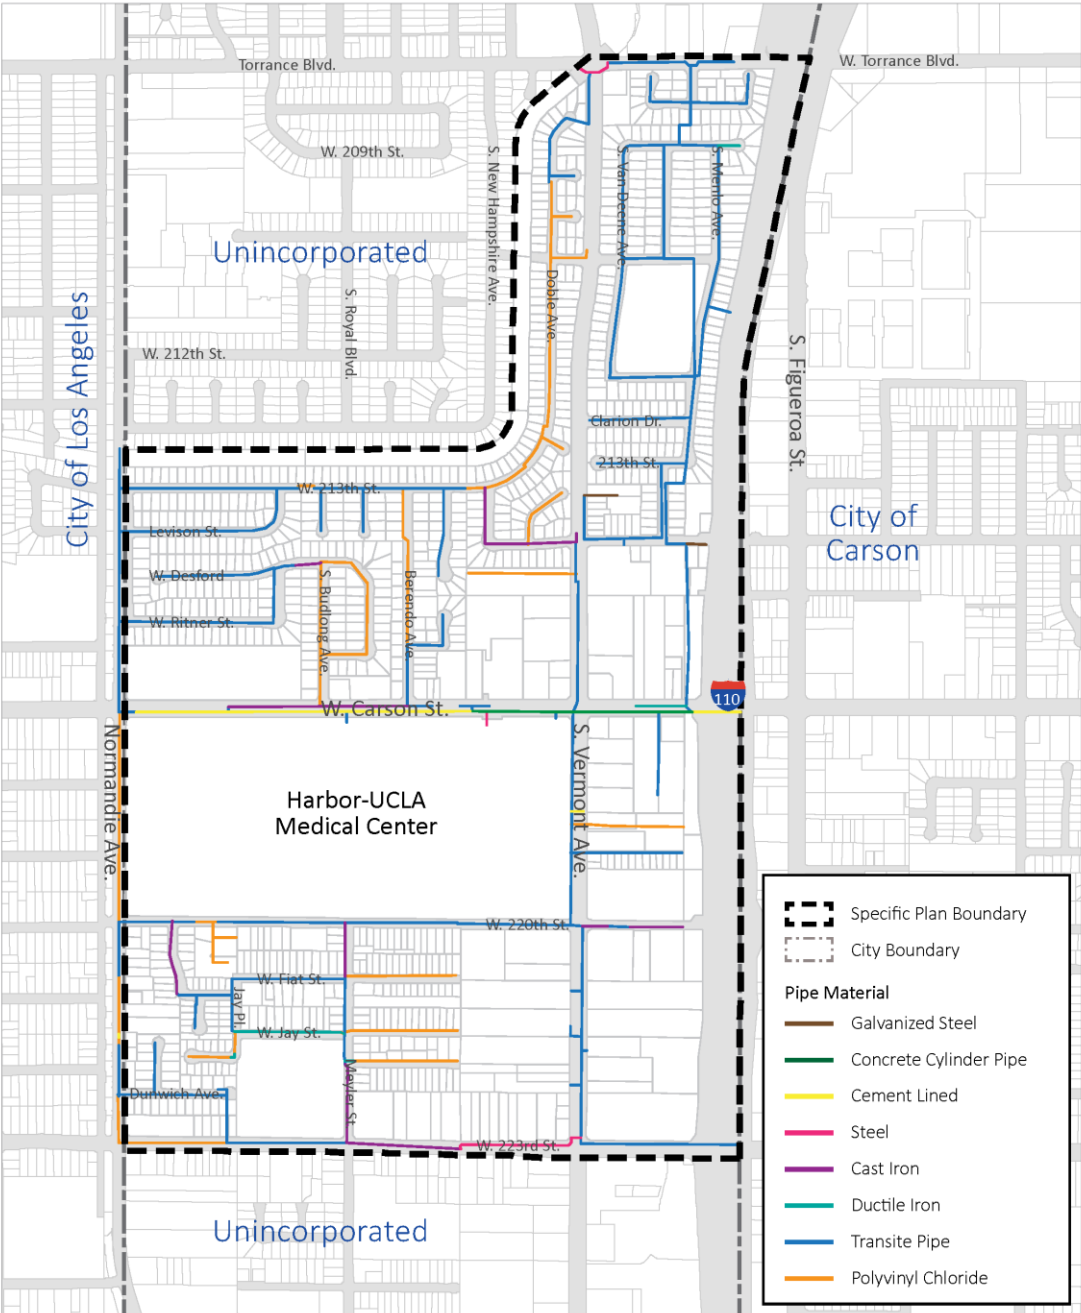 Torrance Blvd.
W. Torrance Blvd.
W. 209th St.
S. New Hampshire Ave.
S. Van Deene Ave.
S. Menlo Ave.
Unincorporated
Doble Ave.
S. Royal Blvd.
City of Los Angeles
W. 212th St.
S. Figueroa St.
Clarion Dr.
213th St.
W. 213th St.
City of
Carson
Levison St.
W. Desford
S. Budlong Ave.
Berendo Ave.
W. Ritner St.
110
W. Carson St.
Normandie Ave.
S. Vermont Ave.
Harbor-UCLA
Medical Center
W. 220th St.
W. Fiat St.
Jay Pl.
W. Jay St.
Meyler St.
Dunwich Ave.
W. 223rd St.
Unincorporated
Specific Plan Boundary
City Boundary
Pipe Material
Galvanized Steel
Concrete Cylinder Pipe
Cement Lined
Steel
Cast Iron
Ductile Iron
Transite Pipe
Polyvinyl Chloride